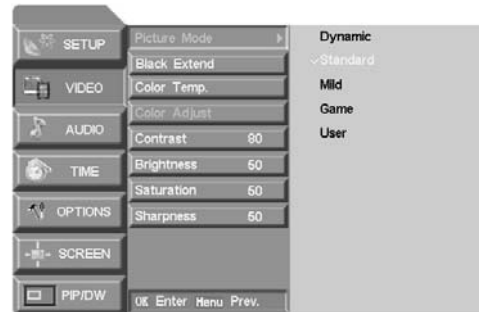 SETUP
VIDEO
AUDIO
TIME
OPTIONS
SCREEN
PIP/DW
Picture Mode
Black Extend
Color Temp.
Color Adjust
Contrast 80
Brightness 50
Saturation 50
Sharpness 50
OK Enter Menu Prev.
Dynamic
✓Standard
Mild
Game
User